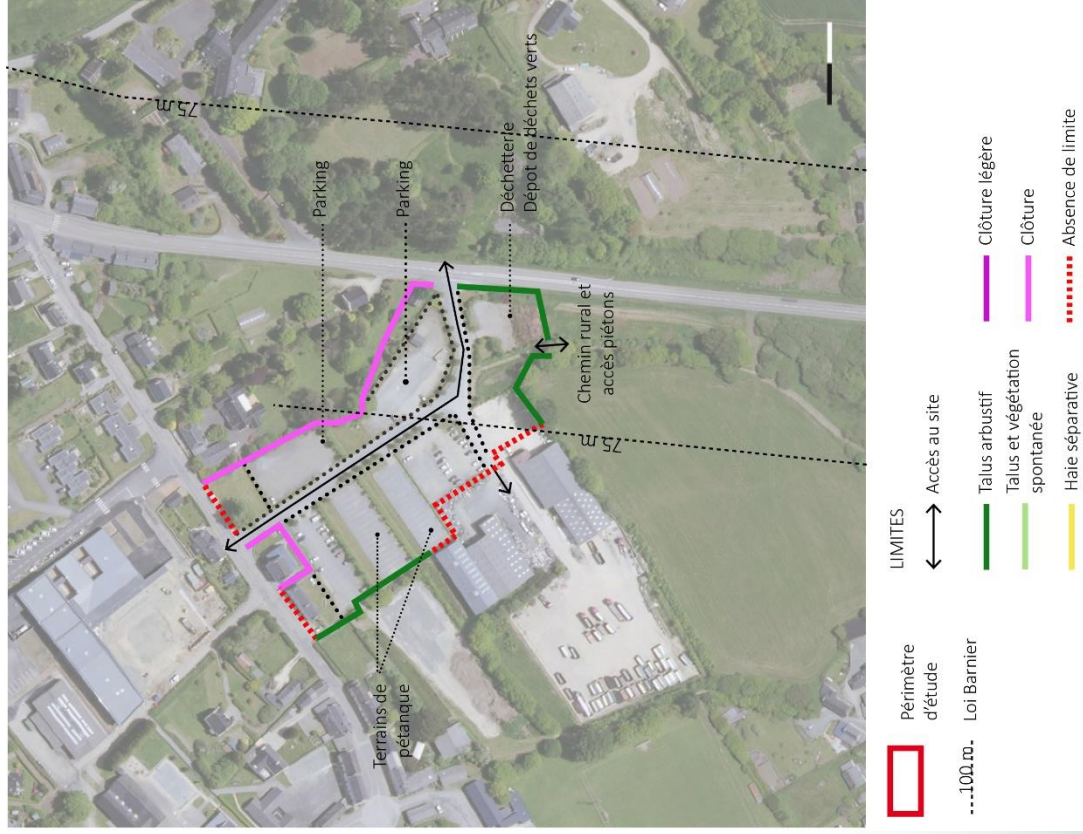 75 m
Parking
Parking
Déchetterie
Dépot de déchets verts
Chemin rural et
accès piétons
75 m
Terrains de
pétanque
Périmètre
d'étude
---100 m-
Loi Barnier
LIMITES
Accès au site
Talus arbustif
Talus et végétation
spontanée
Haie séparative
Clôture légère
Clôture
Absence de limite